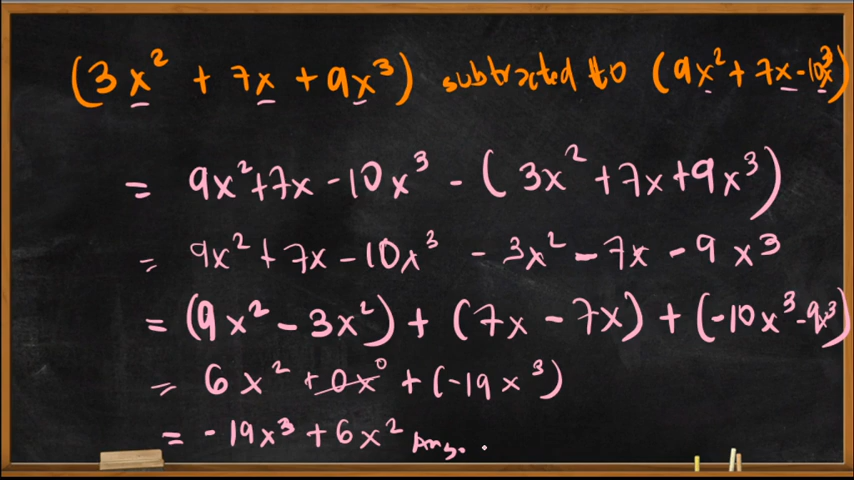 (3x² + 7x + 9x³) subtracted to (9x² + 7x - 10x³)
= 9x² + 7x - 10x³ - (3x² + 7x + 9x³)
= 9x² + 7x - 10x³ - 3x² - 7x - 9x³
= (9x² - 3x²) + (7x - 7x) + (-10x³ - 9x³)
= 6x² + 0x⁰ + (-19x³)
= -19x³ + 6x² Ans.